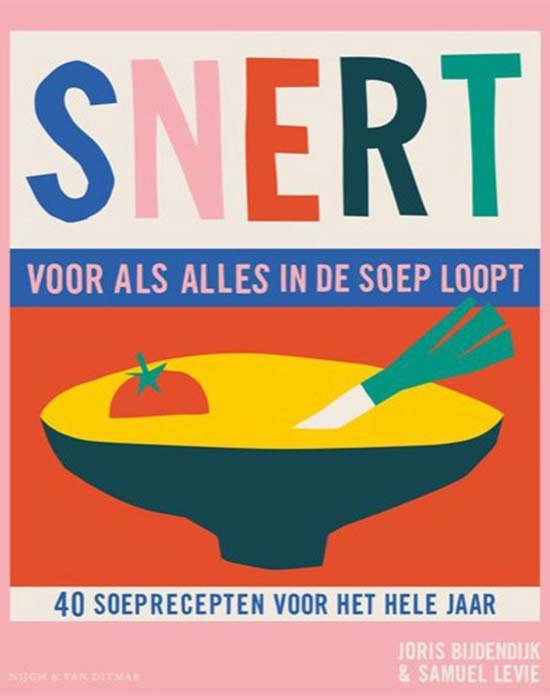 SNERT
VOOR ALS ALLES IN DE SOEP LOOPT
40 SOEPRECEPTEN VOOR HET HELE JAAR
JORIS BIJDENDIJK
& SAMUEL LEVIE
NIJGH & VAN DITMAR